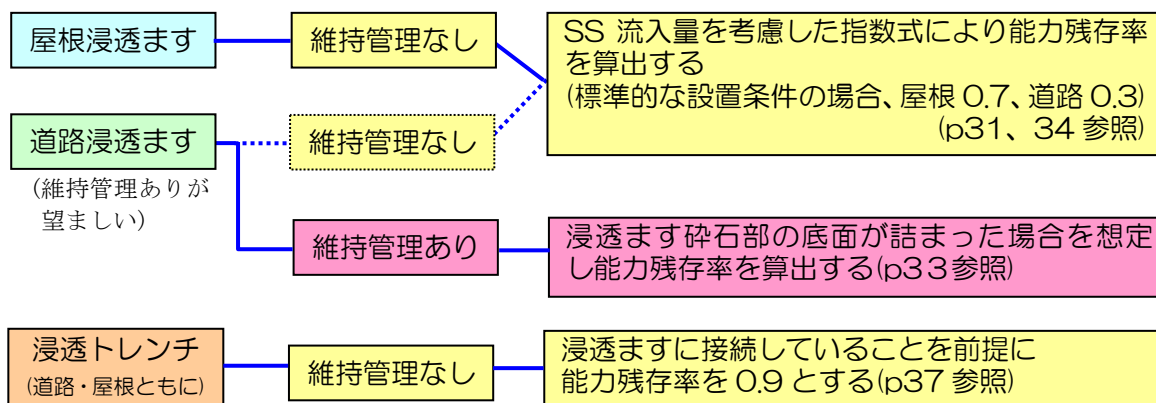 屋根浸透ます
維持管理なし
SS 流入量を考慮した指数式により能力残存率
を算出する
(標準的な設置条件の場合、屋根 0.7、道路 0.3)
(p31、34 参照)
道路浸透ます
維持管理なし
(維持管理ありが
望ましい)
維持管理あり
浸透ます砕石部の底面が詰まった場合を想定
し能力残存率を算出する(p33参照)
浸透トレンチ
(道路・屋根ともに)
維持管理なし
浸透ますに接続していることを前提に
能力残存率を 0.9 とする(p37 参照)